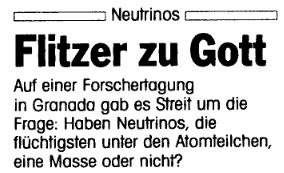 Neutrinos
Flitzer zu Gott
Auf einer Forschertagung
in Granada gab es Streit um die
Frage: Haben Neutrinos, die
flüchtigsten unter den Atomteilchen,
eine Masse oder nicht?